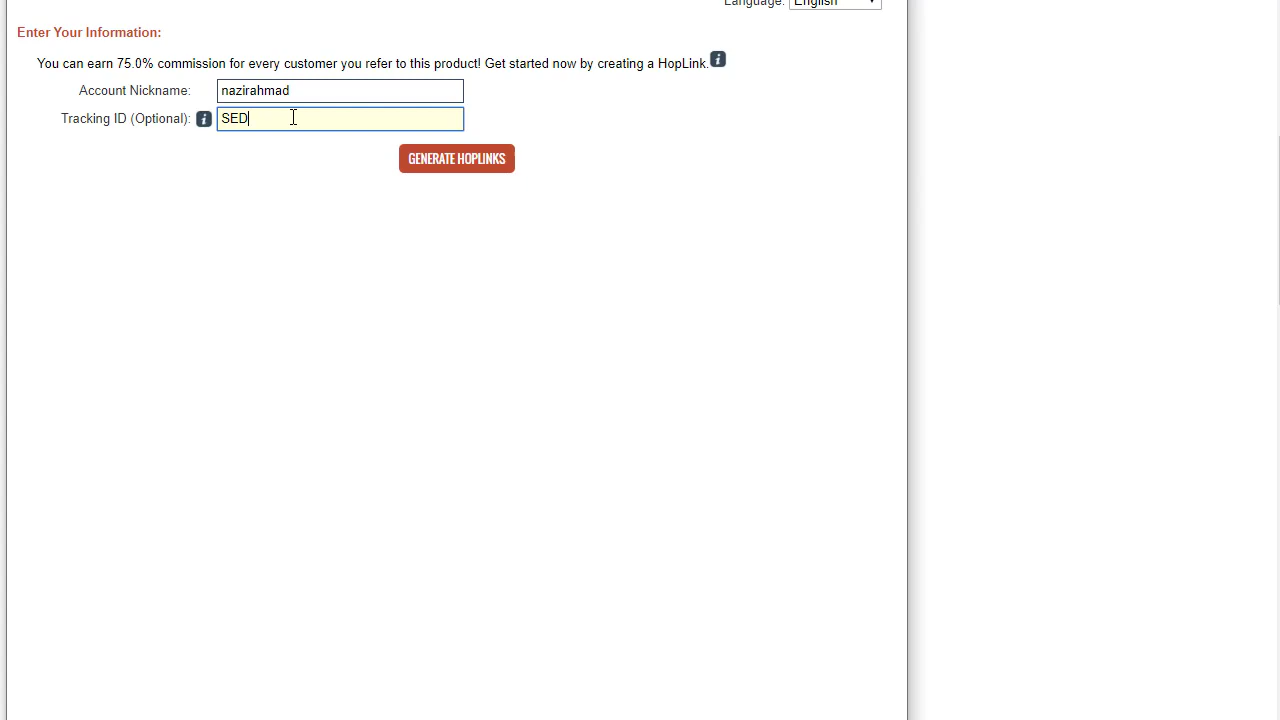 Language: English
Enter Your Information:
You can earn 75.0% commission for every customer you refer to this product! Get started now by creating a HopLink.
Account Nickname: nazirahmad
Tracking ID (Optional): SED
GENERATE HOPLINKS